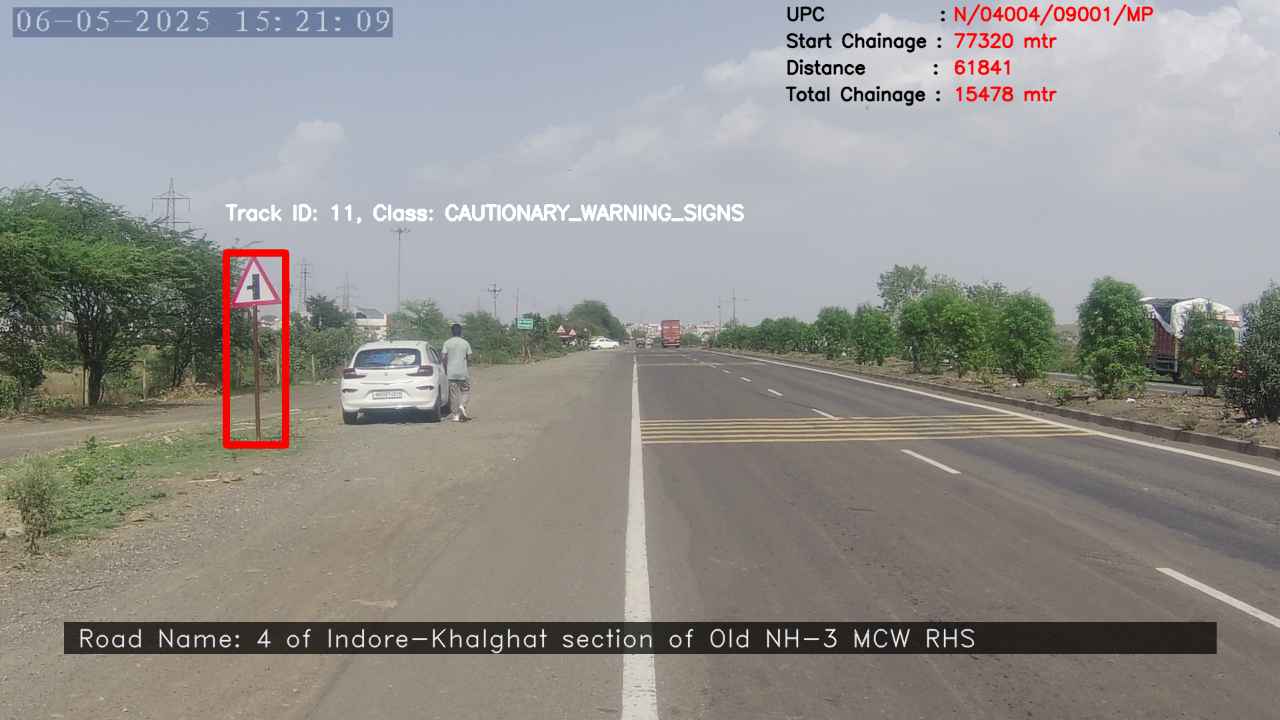 06-05-2025 15:21:09
UPC : N/04004/09001/MP
Start Chainage : 77320 mtr
Distance : 61841
Total Chainage : 15478 mtr
Track ID: 11, Class: CAUTIONARY_WARNING_SIGNS
Road Name: 4 of Indore-Khalghat section of Old NH-3 MCW RHS